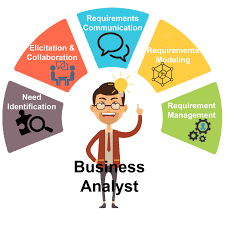 Need
Identification
Elicitation &
Collaboration
Requirements
Communication
Requirements
Modeling
Requirement
Management
Business
Analyst